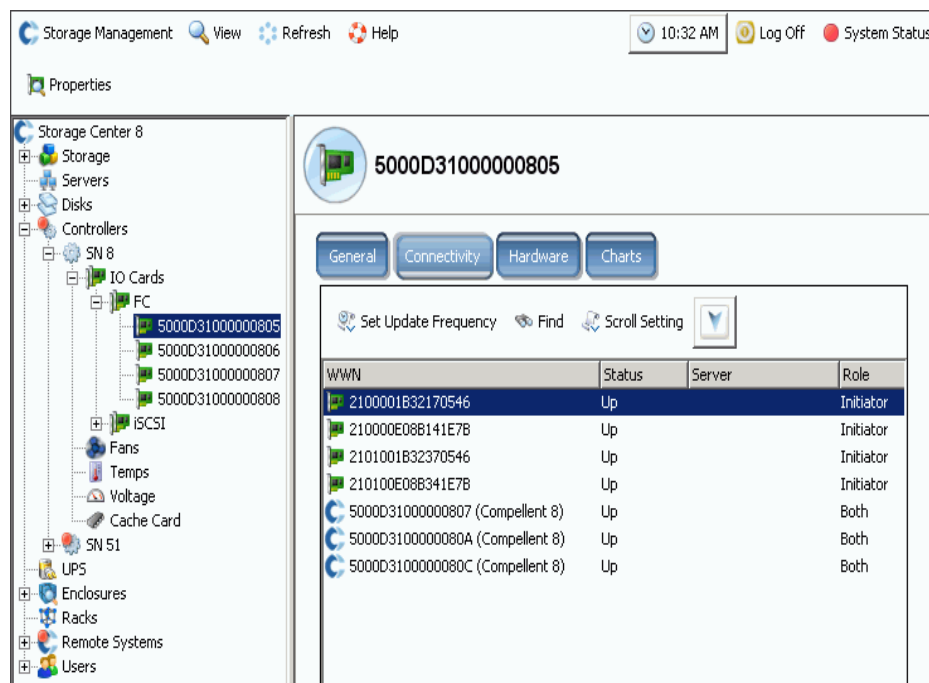 Storage Management View Refresh Help 10:32 AM Log Off System Status
Properties
Storage Center 8
Storage
Servers
Disks
Controllers
SN 8
IO Cards
FC
5000D31000000805
5000D31000000806
5000D31000000807
5000D31000000808
iSCSI
Fans
Temps
Voltage
Cache Card
SN 51
UPS
Enclosures
Racks
Remote Systems
Users
5000D31000000805
General Connectivity Hardware Charts
Set Update Frequency Find Scroll Setting
WWN Status Server Role
2100001B32170546 Up Initiator
210000E08B141E7B Up Initiator
2101001B32370546 Up Initiator
210100E08B341E7B Up Initiator
5000D31000000807 (Compellent 8) Up Both
5000D3100000080A (Compellent 8) Up Both
5000D3100000080C (Compellent 8) Up Both